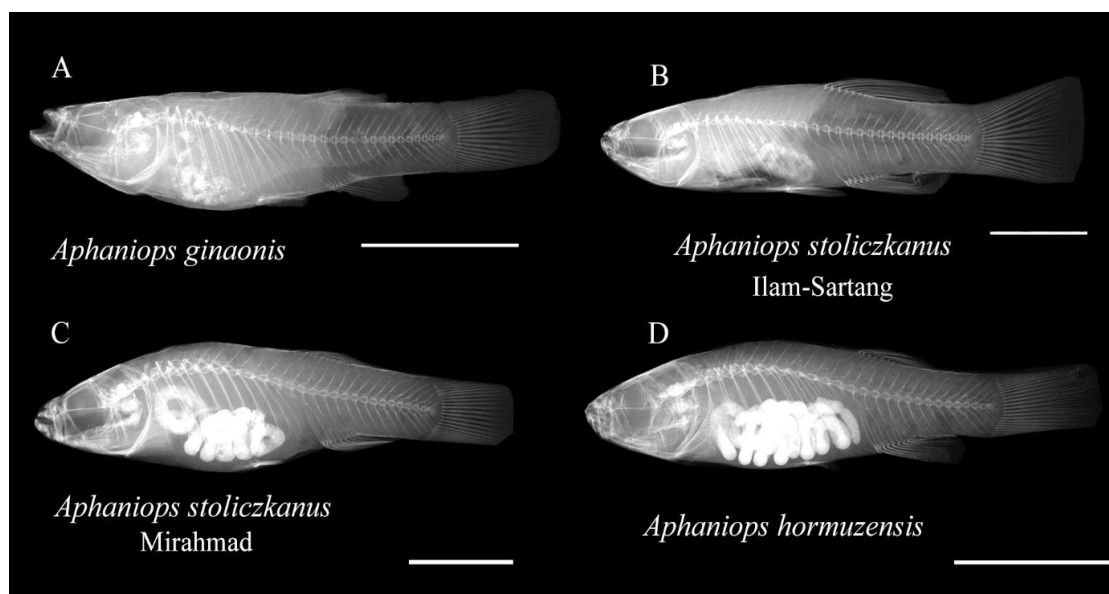 A
Aphaniops ginaonis
B
Aphaniops stoliczkanus
Ilam-Sartang
C
Aphaniops stoliczkanus
Mirahmad
D
Aphaniops hormuzensis